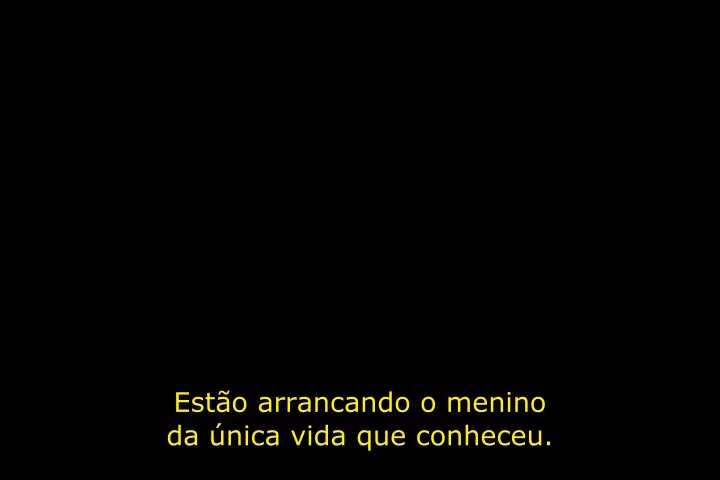 Estão arrancando o menino
da única vida que conheceu.